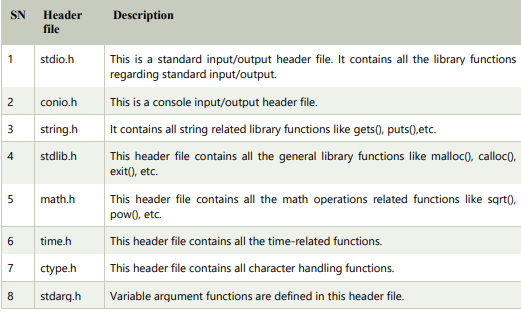 SN Header Description
file
1 stdio.h This is a standard input/output header file. It contains all the library functions
regarding standard input/output.
2 conio.h This is a console input/output header file.
3 string.h It contains all string related library functions like gets(), puts(),etc.
4 stdlib.h This header file contains all the general library functions like malloc(), calloc(),
exit(), etc.
5 math.h This header file contains all the math operations related functions like sqrt(),
pow(), etc.
6 time.h This header file contains all the time-related functions.
7 ctype.h This header file contains all character handling functions.
8 stdarg.h Variable argument functions are defined in this header file.